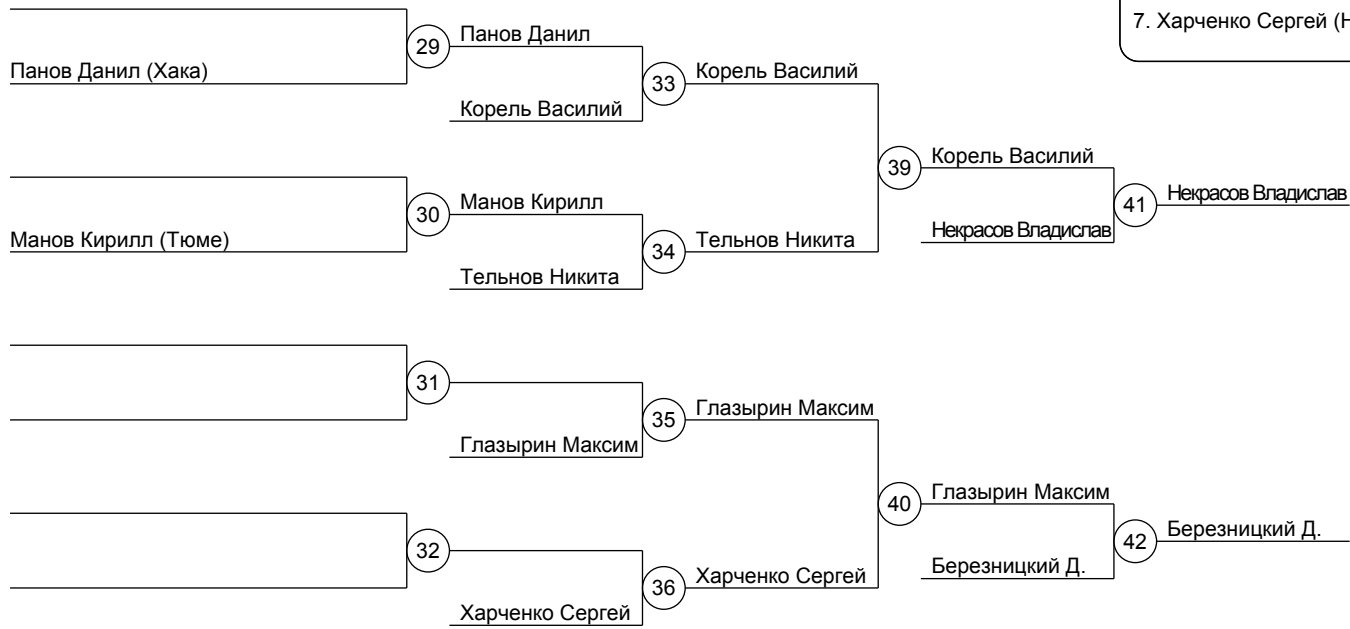 7. Харченко Сергей (Н
29
Панов Данил
Панов Данил (Хака)
33
Корель Василий
Корель Василий
39
Корель Василий
30
Манов Кирилл
41
Некрасов Владислав
Манов Кирилл (Тюме)
34
Тельнов Никита
Некрасов Владислав
Тельнов Никита
31
35
Глазырин Максим
Глазырин Максим
40
Глазырин Максим
32
42
Березницкий Д.
36
Харченко Сергей
Березницкий Д.
Харченко Сергей